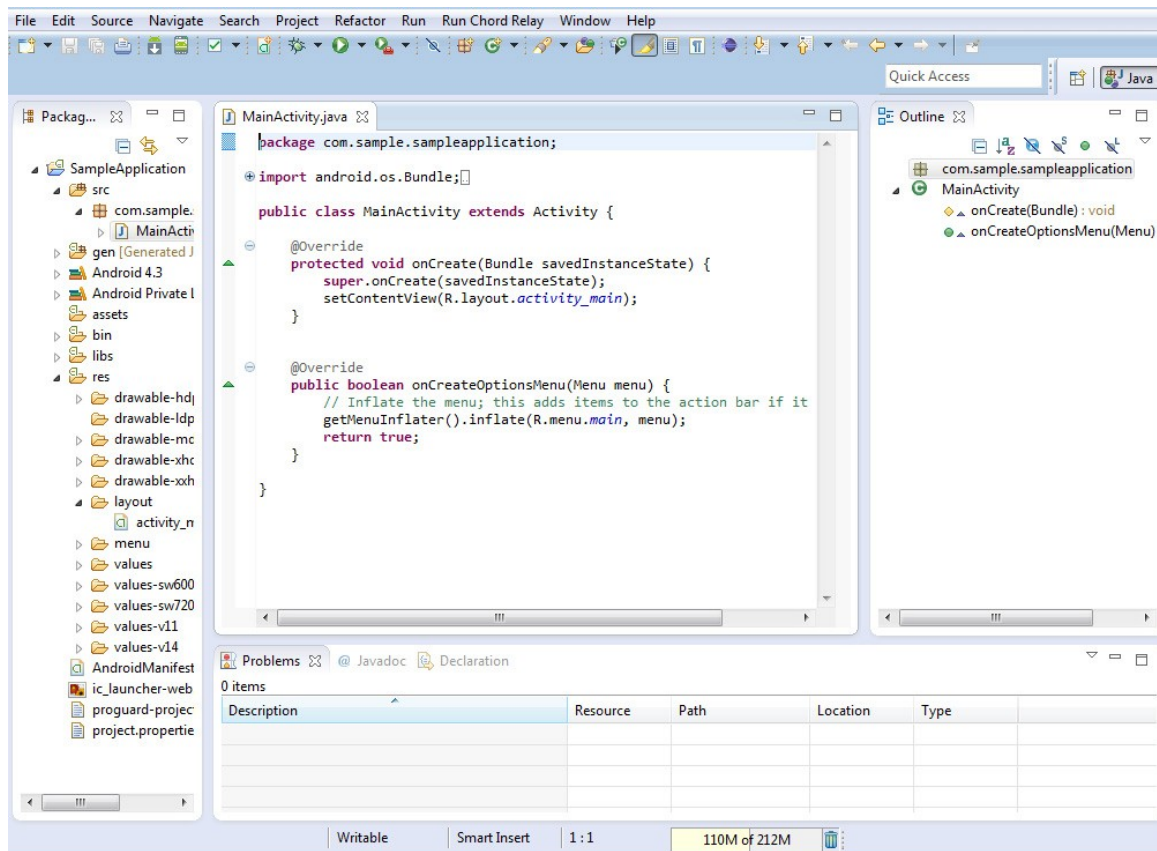 File Edit Source Navigate Search Project Refactor Run Run Chord Relay Window Help
Quick Access
Java
Packag...
SampleApplication
src
com.sample.
MainActiv
gen [Generated J
Android 4.3
Android Private L
assets
bin
libs
res
drawable-hdp
drawable-ldp
drawable-mc
drawable-xhc
drawable-xxh
layout
activity_m
menu
values
values-sw600
values-sw720
values-v11
values-v14
AndroidManifest
ic_launcher-web
proguard-projec
project.propertie
MainActivity.java
package com.sample.sampleapplication;
import android.os.Bundle;
public class MainActivity extends Activity {
@Override
protected void onCreate(Bundle savedInstanceState) {
super.onCreate(savedInstanceState);
setContentView(R.layout.activity_main);
}
@Override
public boolean onCreateOptionsMenu(Menu menu) {
// Inflate the menu; this adds items to the action bar if it
getMenuInflater().inflate(R.menu.main, menu);
return true;
}
}
Outline
com.sample.sampleapplication
MainActivity
onCreate(Bundle) : void
onCreateOptionsMenu(Menu)
Problems @ Javadoc Declaration
0 items
Description Resource Path Location Type
Writable Smart Insert 1 : 1 110M of 212M